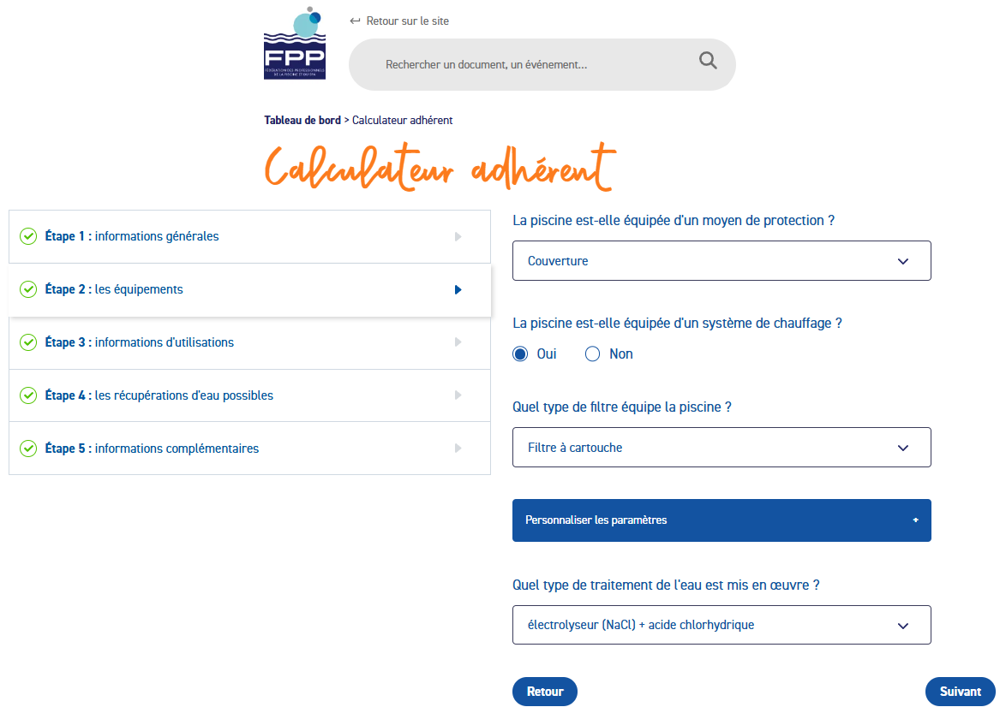 Retour sur le site
FPP
FÉDÉRATION DES PROFESSIONNELS
DE LA PISCINE ET DU SPA
Rechercher un document, un événement...
Tableau de bord > Calculateur adhérent
Calculateur adhérent
Étape 1 : informations générales
Étape 2 : les équipements
Étape 3 : informations d'utilisations
Étape 4 : les récupérations d'eau possibles
Étape 5 : informations complémentaires
La piscine est-elle équipée d'un moyen de protection ?
Couverture
La piscine est-elle équipée d'un système de chauffage ?
Oui Non
Quel type de filtre équipe la piscine ?
Filtre à cartouche
Personnaliser les paramètres +
Quel type de traitement de l'eau est mis en œuvre ?
électrolyseur (NaCl) + acide chlorhydrique
Retour Suivant